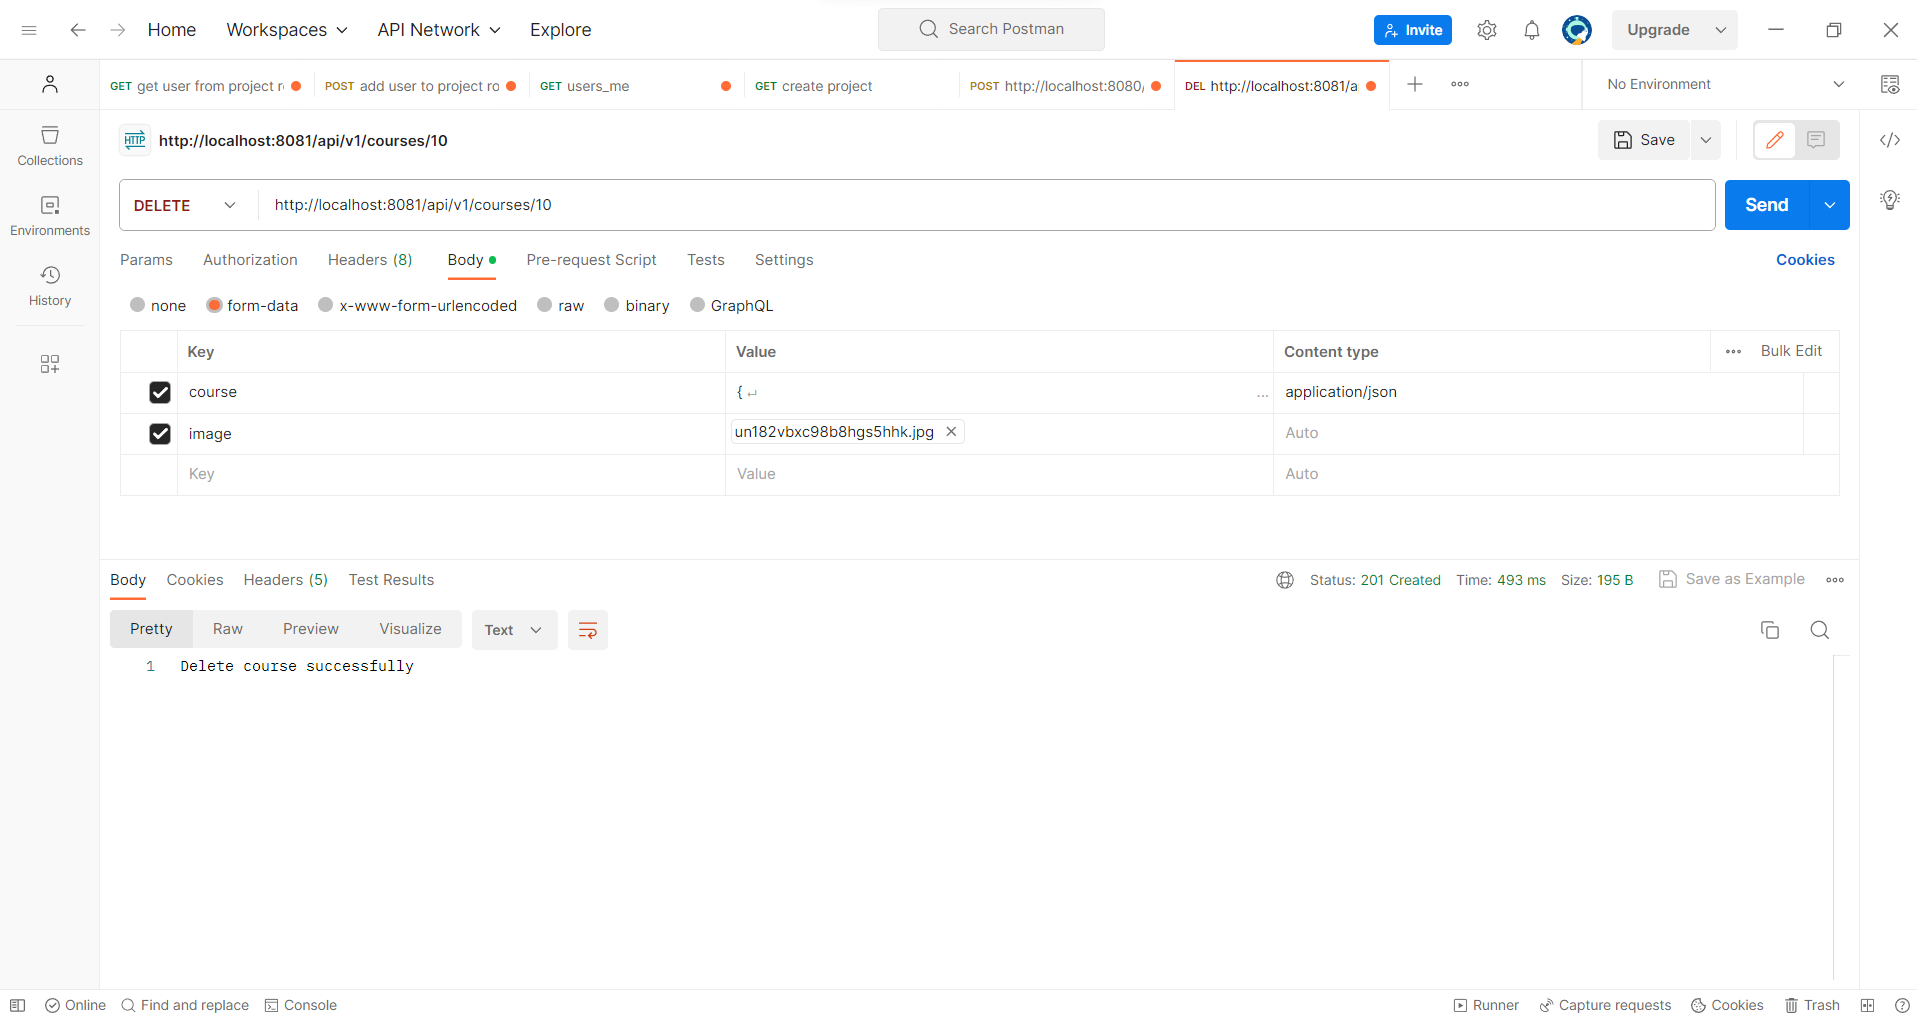 Home Workspaces API Network Explore Search Postman Invite Upgrade
GET get user from project r POST add user to project ro GET users_me GET create project POST http://localhost:8080/ DEL http://localhost:8081/a No Environment
HTTP http://localhost:8081/api/v1/courses/10 Save
Collections
DELETE http://localhost:8081/api/v1/courses/10 Send
Environments
Params Authorization Headers (8) Body Pre-request Script Tests Settings Cookies
History
none form-data x-www-form-urlencoded raw binary GraphQL
Key Value Content type Bulk Edit
course { ↵ ... application/json
image un182vbxc98b8hgs5hhk.jpg Auto
Key Value Auto
Body Cookies Headers (5) Test Results Status: 201 Created Time: 493 ms Size: 195 B Save as Example
Pretty Raw Preview Visualize Text
1 Delete course successfully
Online Find and replace Console Runner Capture requests Cookies Trash